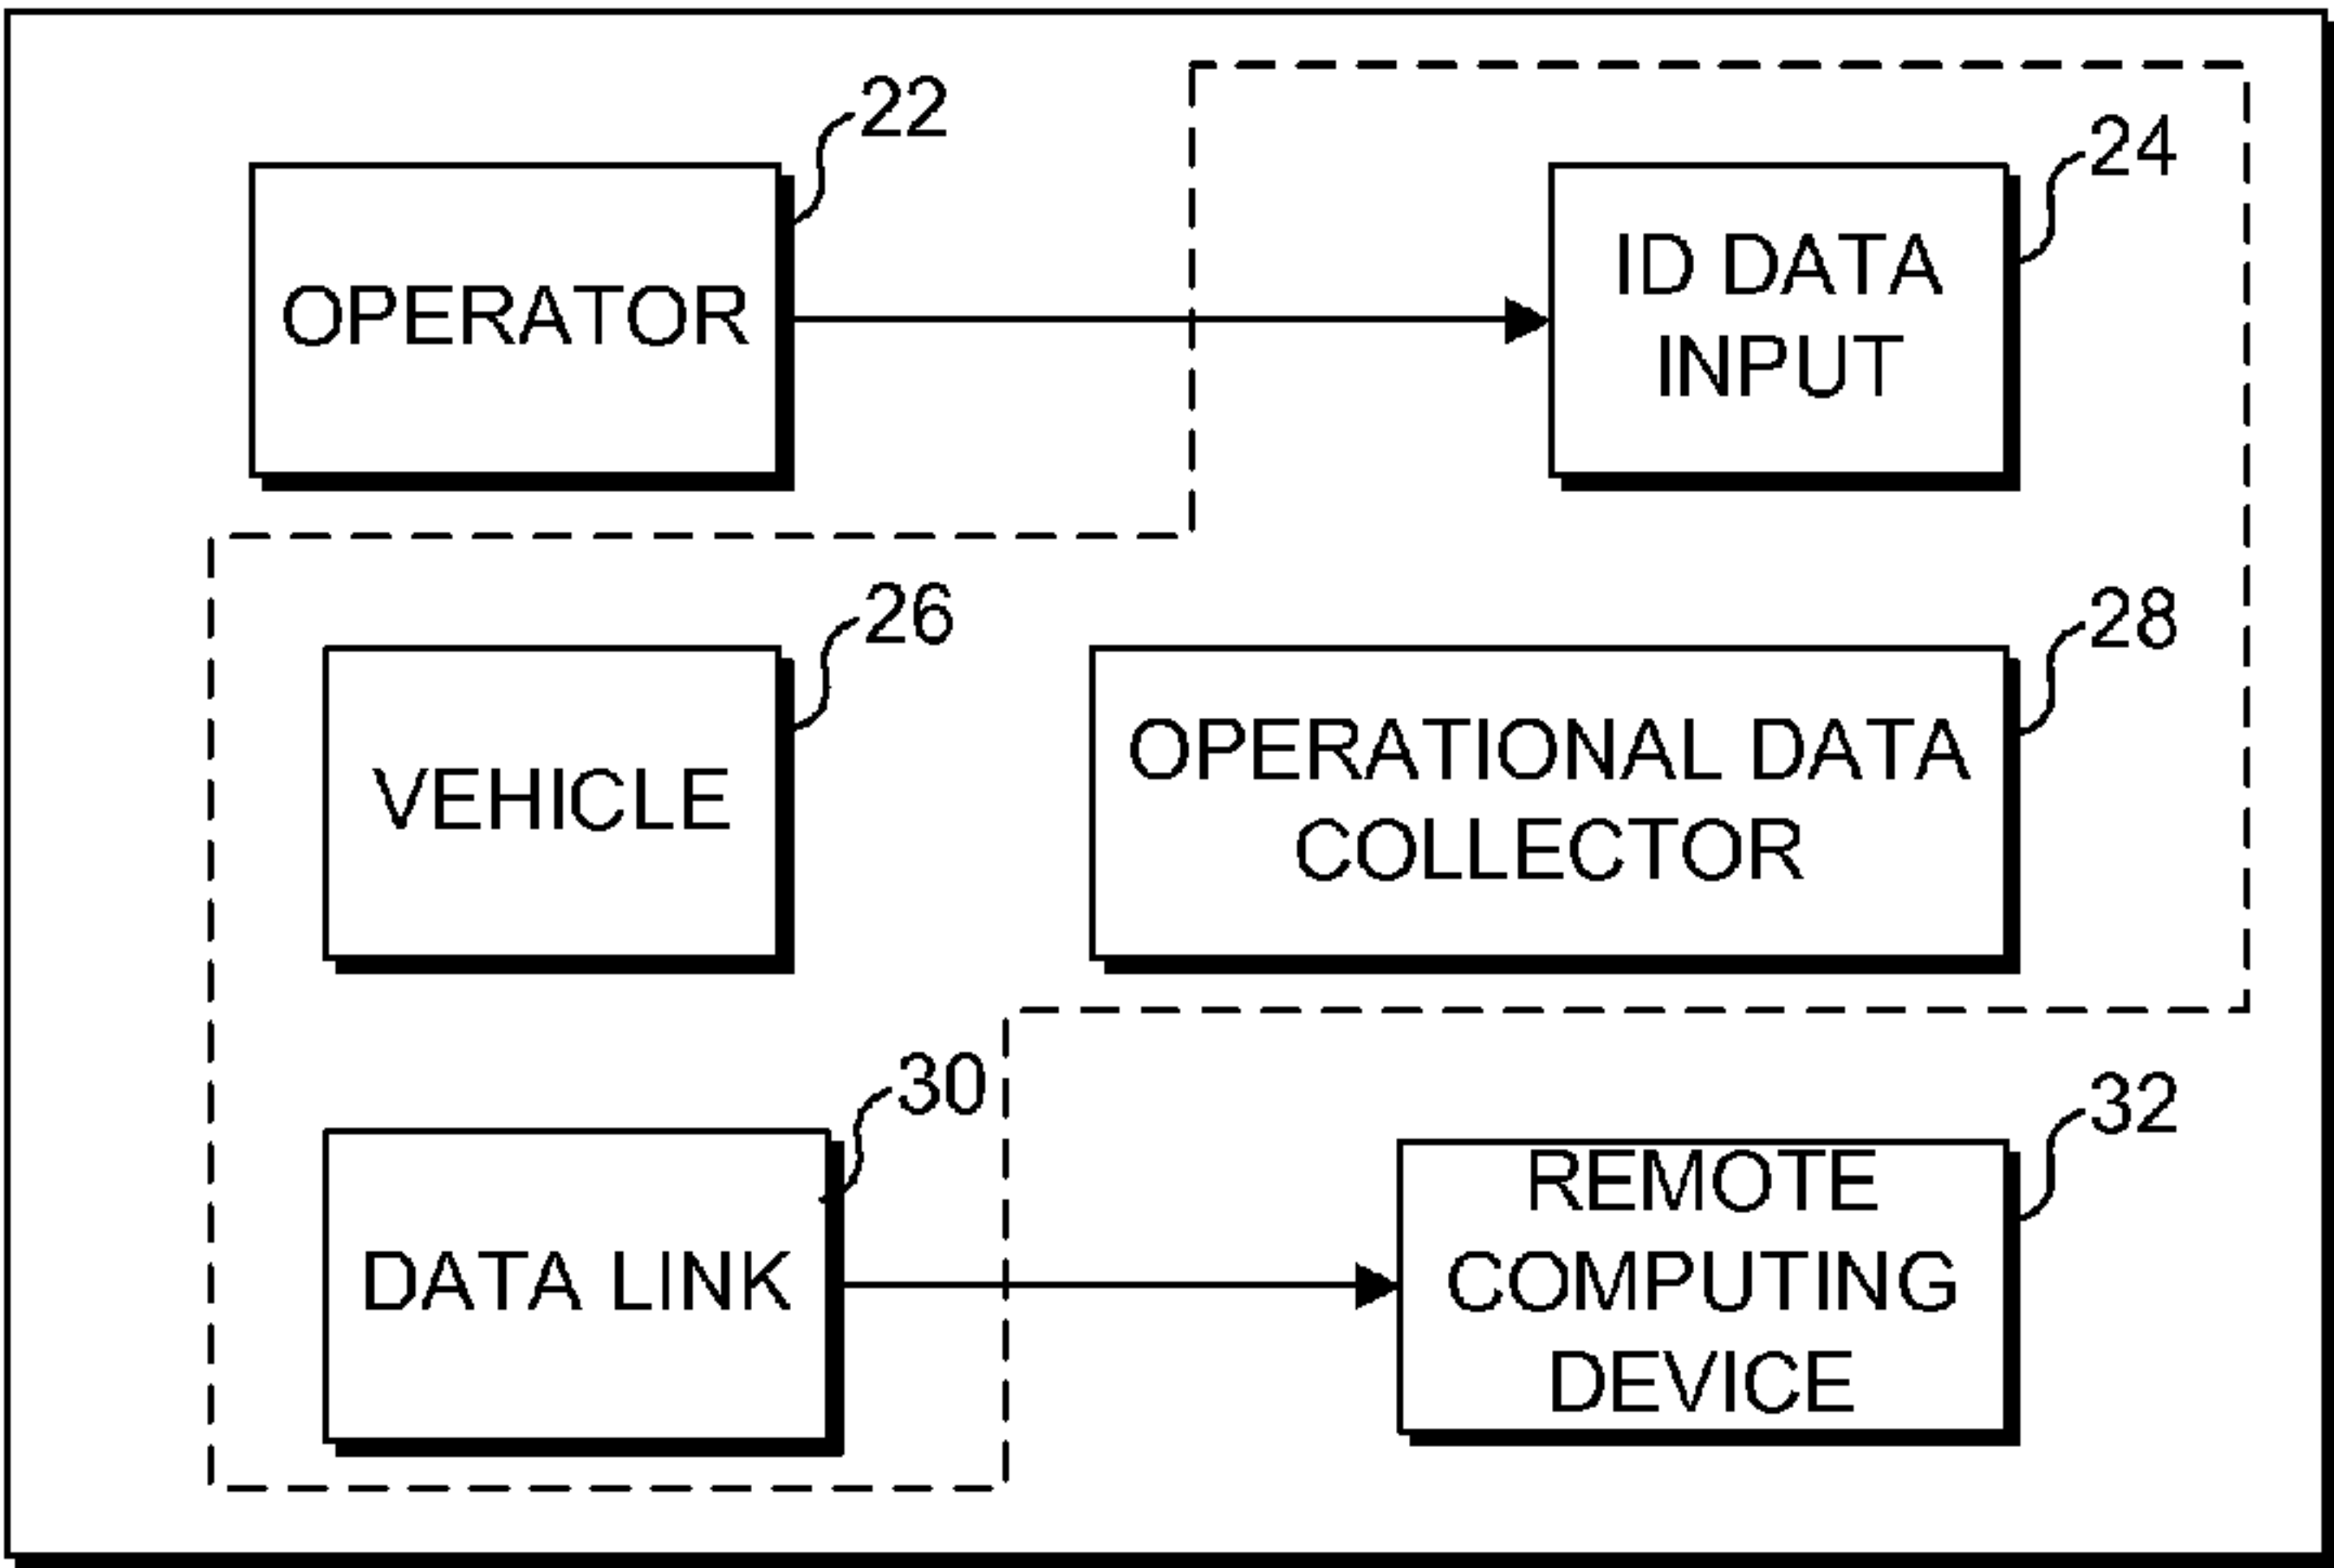 22
24
OPERATOR
ID DATA
INPUT
26
28
VEHICLE
OPERATIONAL DATA
COLLECTOR
30
32
DATA LINK
REMOTE
COMPUTING
DEVICE